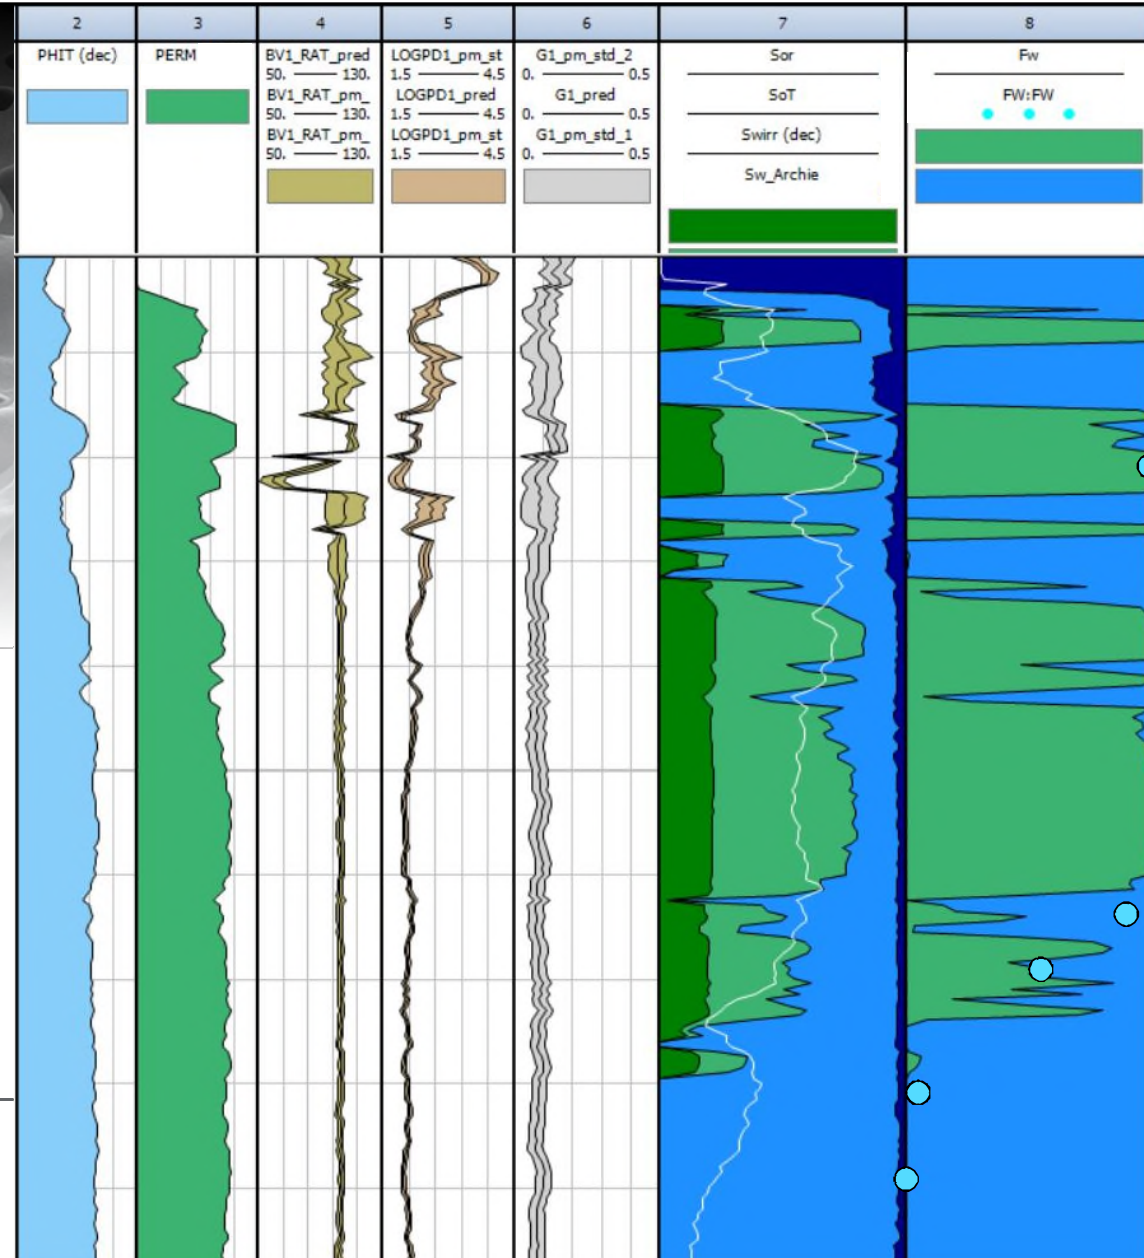 2 3 4 5 6 7 8
PHIT (dec) PERM BV1_RAT_pred LOGPD1_pm_st G1_pm_std_2 Sor Fw
50. 130. 1.5 4.5 0. 0.5
BV1_RAT_pm_ LOGPD1_pred G1_pred SoT FW:FW
50. 130. 1.5 4.5 0. 0.5
BV1_RAT_pm_ LOGPD1_pm_st G1_pm_std_1 Swirr (dec)
50. 130. 1.5 4.5 0. 0.5
Sw_Archie